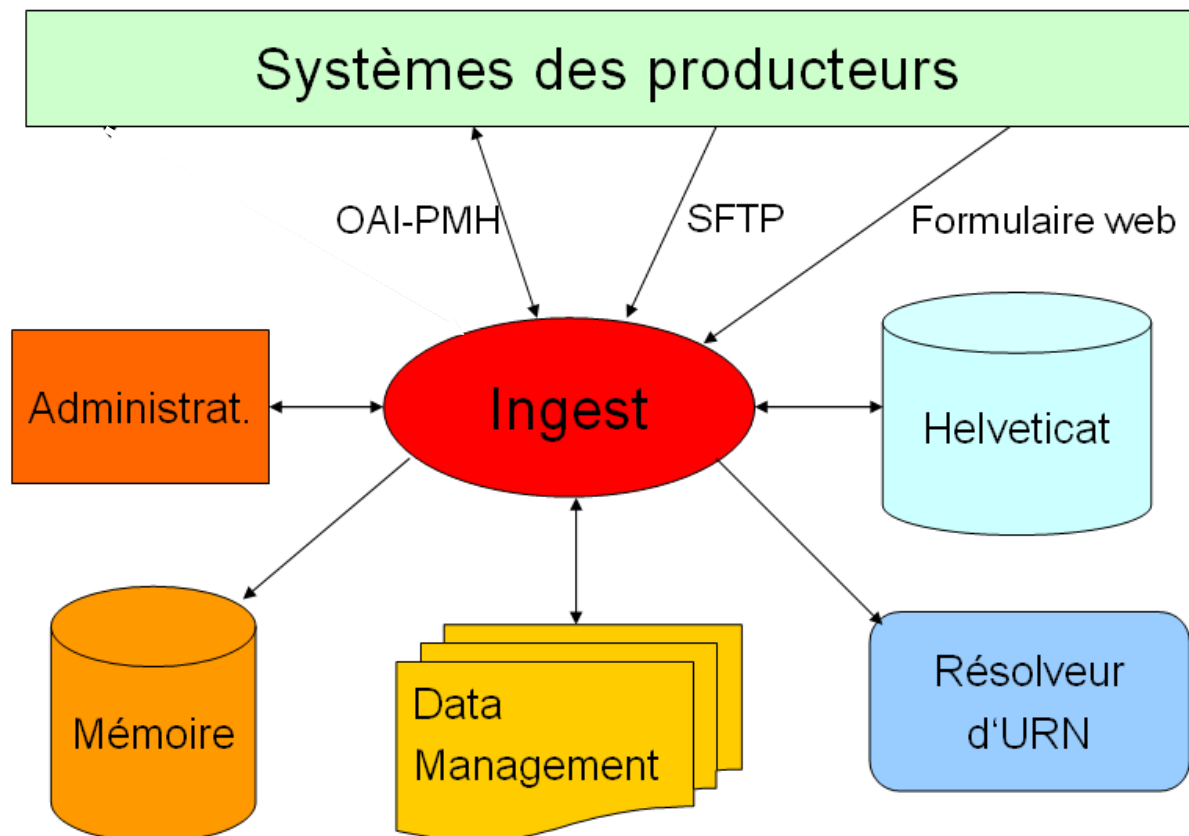 Systèmes des producteurs
OAI-PMH
SFTP
Formulaire web
Administrat.
Ingest
Helveticat
Mémoire
Data
Management
Résolveur
d‘URN